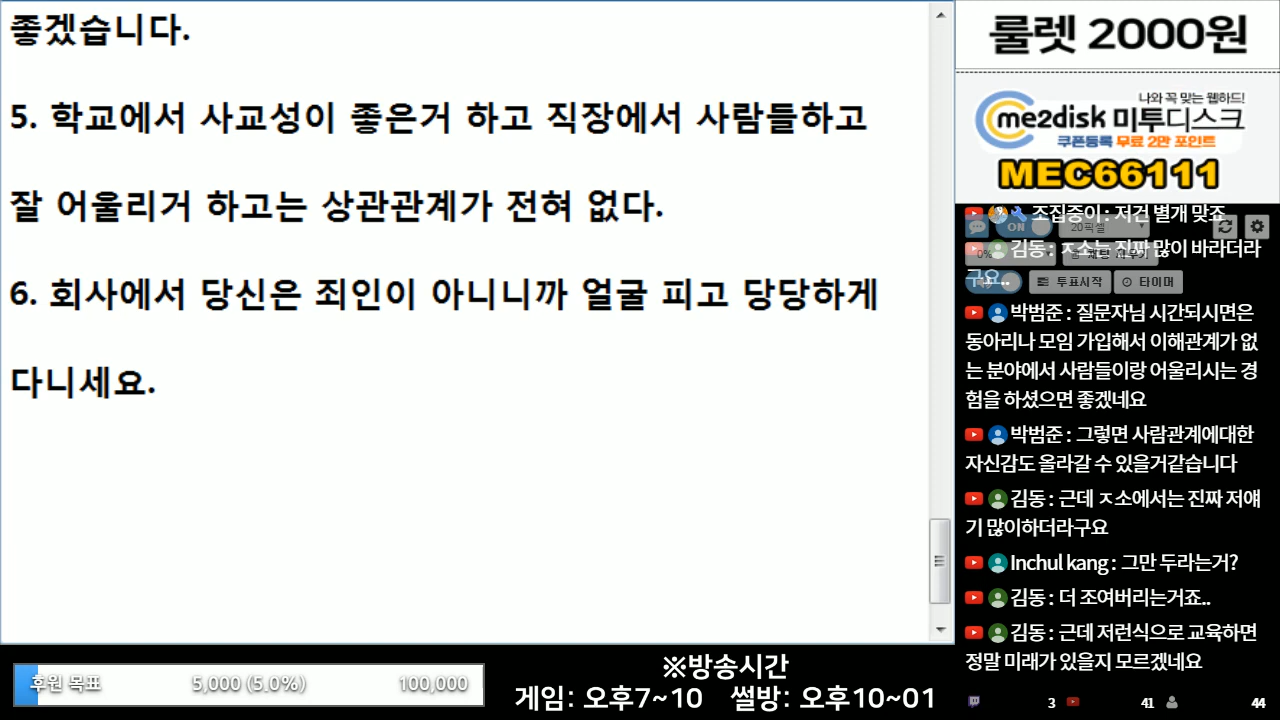 좋겠습니다.
5. 학교에서 사교성이 좋은거 하고 직장에서 사람들하고
잘 어울리거 하고는 상관관계가 전혀 없다.
6. 회사에서 당신은 죄인이 아니니까 얼굴 피고 당당하게
다니세요.
룰렛 2000원
나와 꼭 맞는 웹하드!
me2disk 미투디스크
쿠폰등록 무료 2만 포인트
MEC66111
조집중이 : 저건 별개 맞죠
ON 20픽셀
김동 : ㅈ소는 진짜 많이 바라더라
0%
구요..
투표시작 타이머
박범준 : 질문자님 시간되시면은
동아리나 모임 가입해서 이해관계가 없
는 분야에서 사람들이랑 어울리시는 경
험을 하셨으면 좋겠네요
박범준 : 그렇면 사람관계에대한
자신감도 올라갈 수 있을거같습니다
김동 : 근데 ㅈ소에서는 진짜 저얘
기 많이하더라구요
Inchul kang : 그만 두라는거?
김동 : 더 조여버리는거죠..
김동 : 근데 저런식으로 교육하면
정말 미래가 있을지 모르겠네요
3 41 44
후원 목표 5,000 (5.0%) 100,000
※방송시간
게임: 오후7~10 썰방: 오후10~01